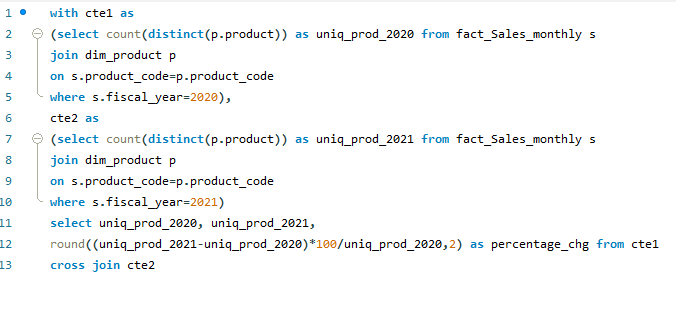 1 with cte1 as
2 (select count(distinct(p.product)) as uniq_prod_2020 from fact_Sales_monthly s
3 join dim_product p
4 on s.product_code=p.product_code
5 where s.fiscal_year=2020),
6 cte2 as
7 (select count(distinct(p.product)) as uniq_prod_2021 from fact_Sales_monthly s
8 join dim_product p
9 on s.product_code=p.product_code
10 where s.fiscal_year=2021)
11 select uniq_prod_2020, uniq_prod_2021,
12 round((uniq_prod_2021-uniq_prod_2020)*100/uniq_prod_2020,2) as percentage_chg from cte1
13 cross join cte2